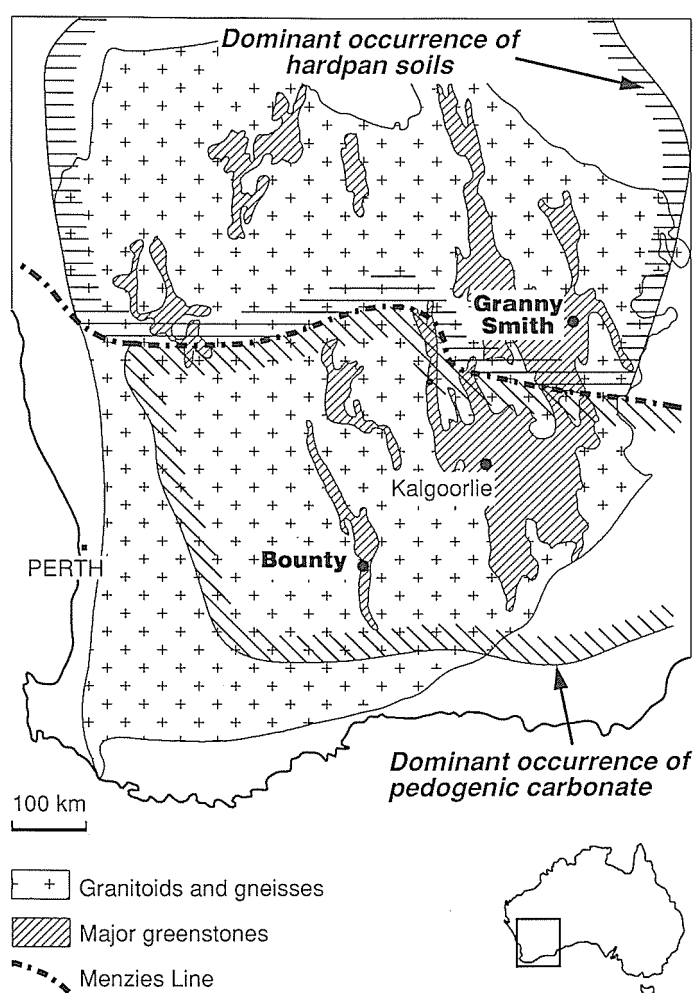 Dominant occurrence of
hardpan soils
Granny
Smith
Kalgoorlie
Bounty
PERTH
Dominant occurrence of
pedogenic carbonate
100 km
Granitoids and gneisses
Major greenstones
Menzies Line